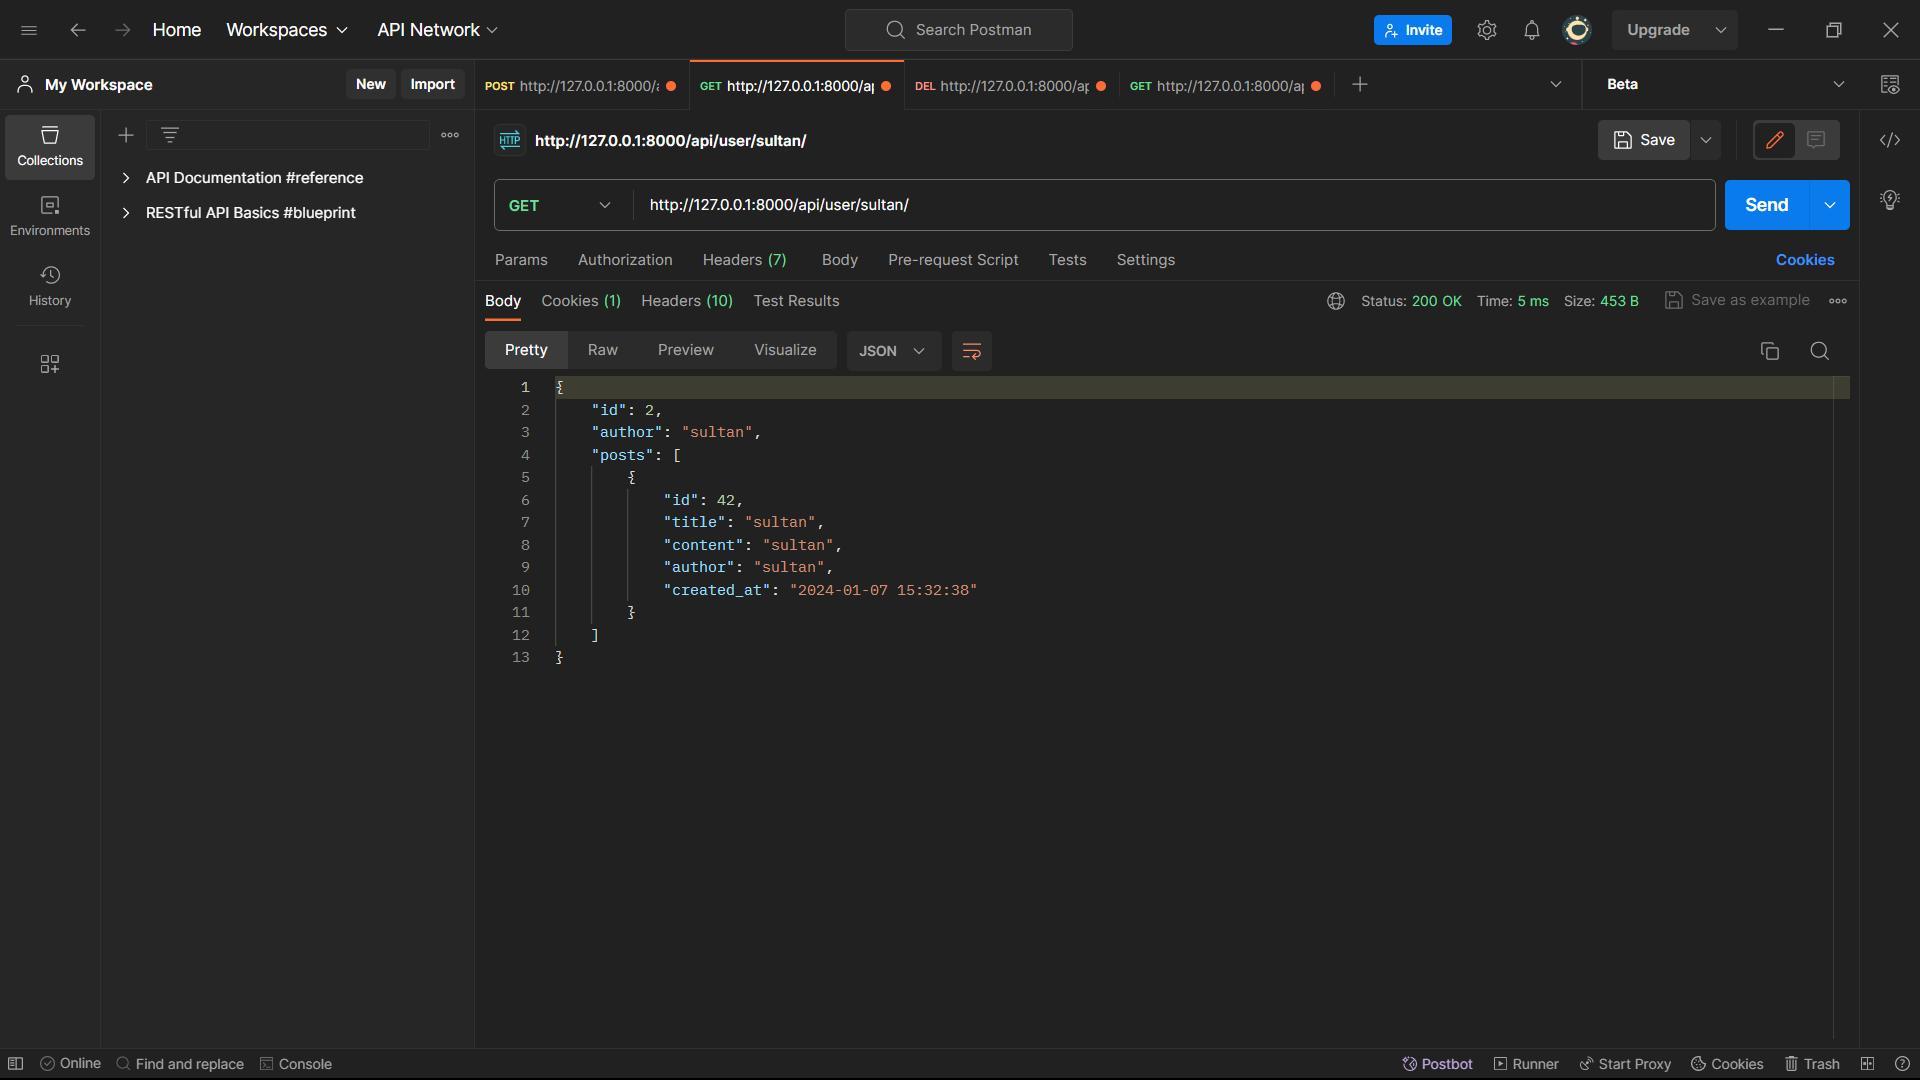 Home Workspaces API Network Search Postman Invite Upgrade
My Workspace New Import POST http://127.0.0.1:8000/ GET http://127.0.0.1:8000/a DEL http://127.0.0.1:8000/a GET http://127.0.0.1:8000/a Beta
Collections
Environments
History
API Documentation #reference
RESTful API Basics #blueprint
HTTP http://127.0.0.1:8000/api/user/sultan/ Save
GET http://127.0.0.1:8000/api/user/sultan/ Send
Params Authorization Headers (7) Body Pre-request Script Tests Settings Cookies
Body Cookies (1) Headers (10) Test Results Status: 200 OK Time: 5 ms Size: 453 B Save as example
Pretty Raw Preview Visualize JSON
1 {
2 "id": 2,
3 "author": "sultan",
4 "posts": [
5 {
6 "id": 42,
7 "title": "sultan",
8 "content": "sultan",
9 "author": "sultan",
10 "created_at": "2024-01-07 15:32:38"
11 }
12 ]
13 }
Online Find and replace Console Postbot Runner Start Proxy Cookies Trash